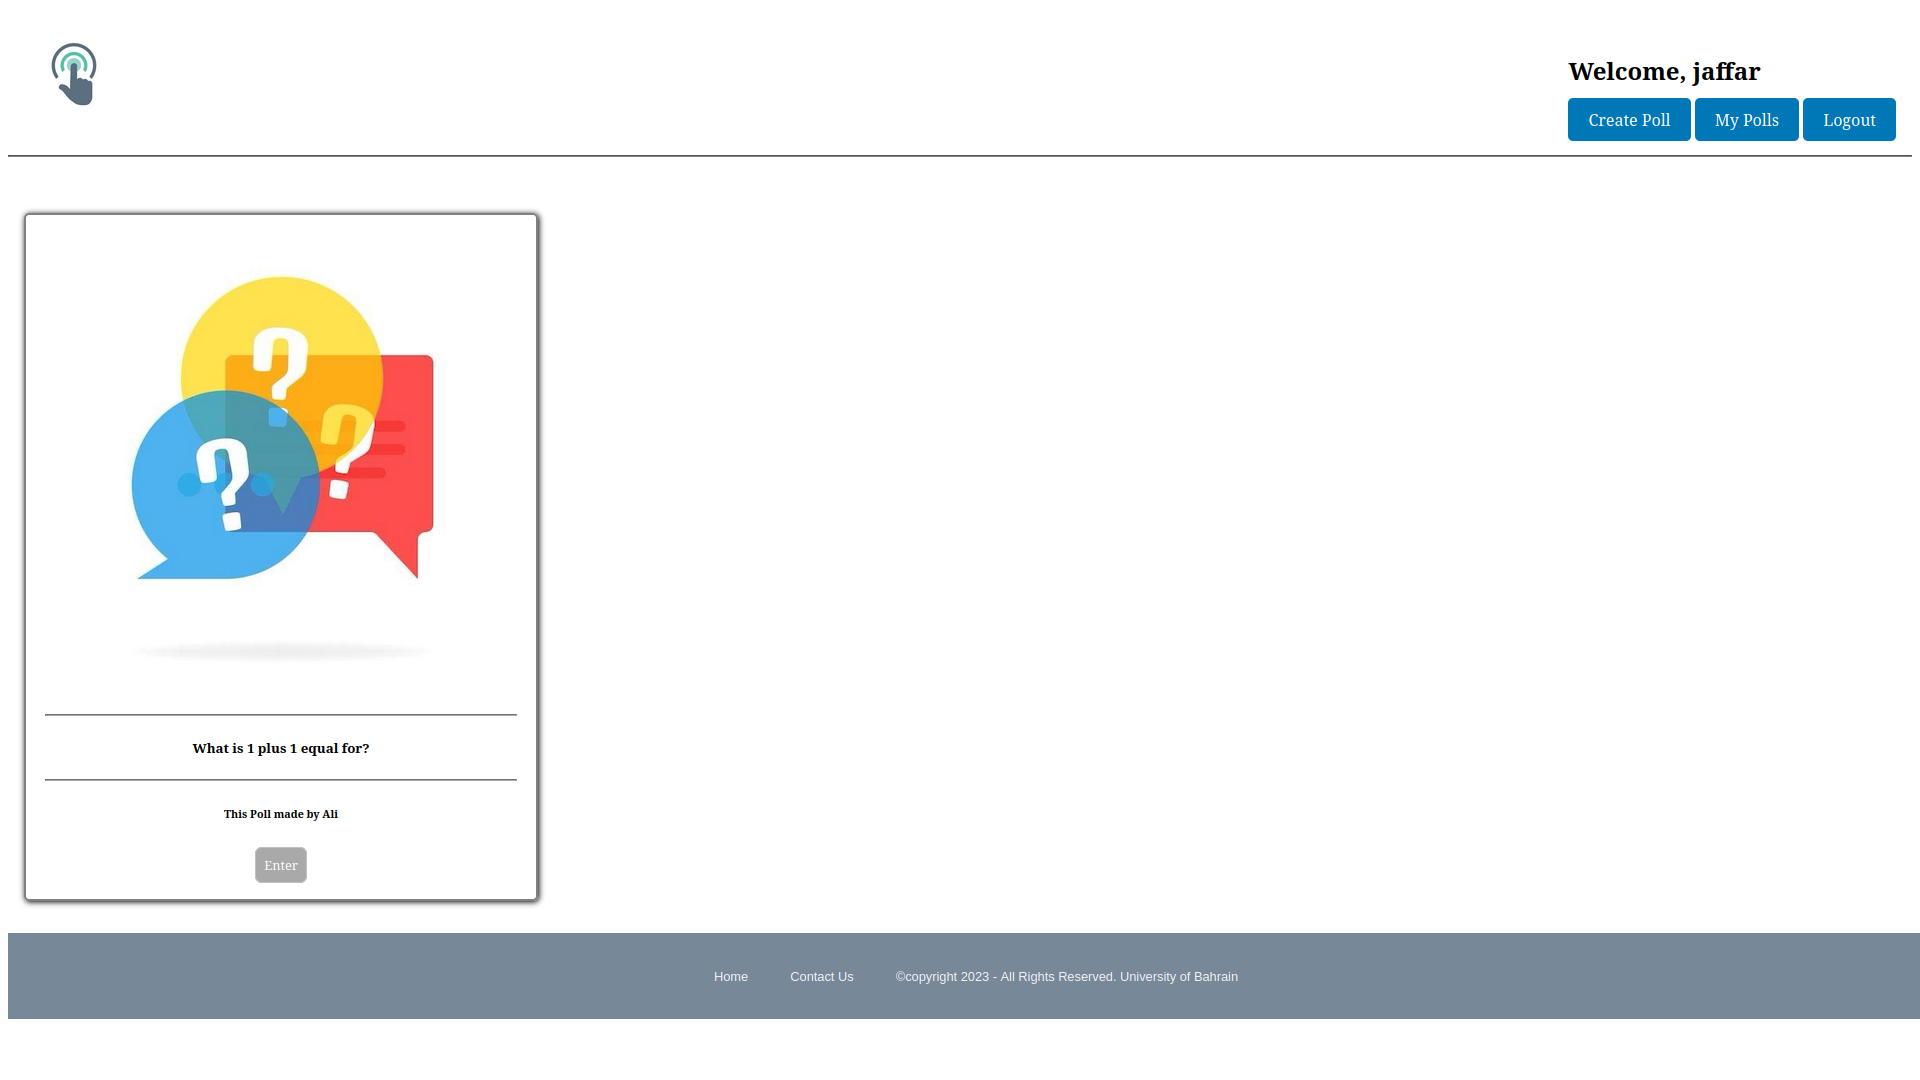 Welcome, jaffar
Create Poll My Polls Logout
? ? ?
What is 1 plus 1 equal for?
This Poll made by Ali
Enter
Home Contact Us ©copyright 2023 - All Rights Reserved. University of Bahrain